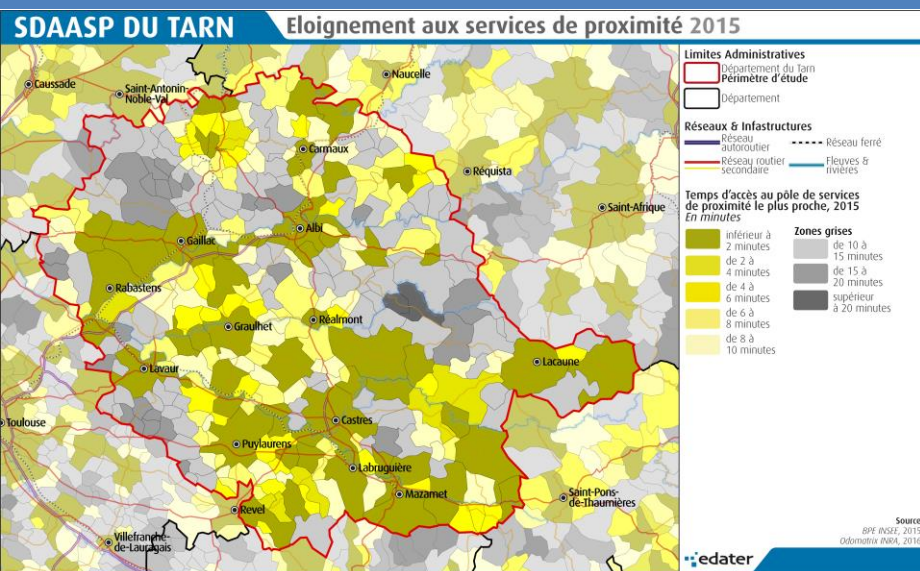 SDAASP DU TARN
Eloignement aux services de proximité 2015
Caussade
Saint-Antonin-
Noble-Val
Naucelle
Carmaux
Réquista
Saint-Afrique
Albi
Gaillac
Rabastens
Graulhet
Réalmont
Lacaune
Lavaur
Toulouse
Castres
Puylaurens
Labruguière
Mazamet
Saint-Pons-
de-Thaumières
Revel
Villefranche-
de-Lauragais
Limites Administratives
Département du Tarn
Périmètre d'étude
Département
Réseaux & Infastructures
Réseau
autoroutier
Réseau ferré
Réseau routier
secondaire
Fleuves &
rivières
Temps d'accès au pôle de services
de proximité le plus proche, 2015
En minutes
inférieur à
2 minutes
de 2 à
4 minutes
de 4 à
6 minutes
de 6 à
8 minutes
de 8 à
10 minutes
Zones grises
de 10 à
15 minutes
de 15 à
20 minutes
supérieur
à 20 minutes
Source
BPE INSEE, 2015
Odomatrix INRA, 2016
edater